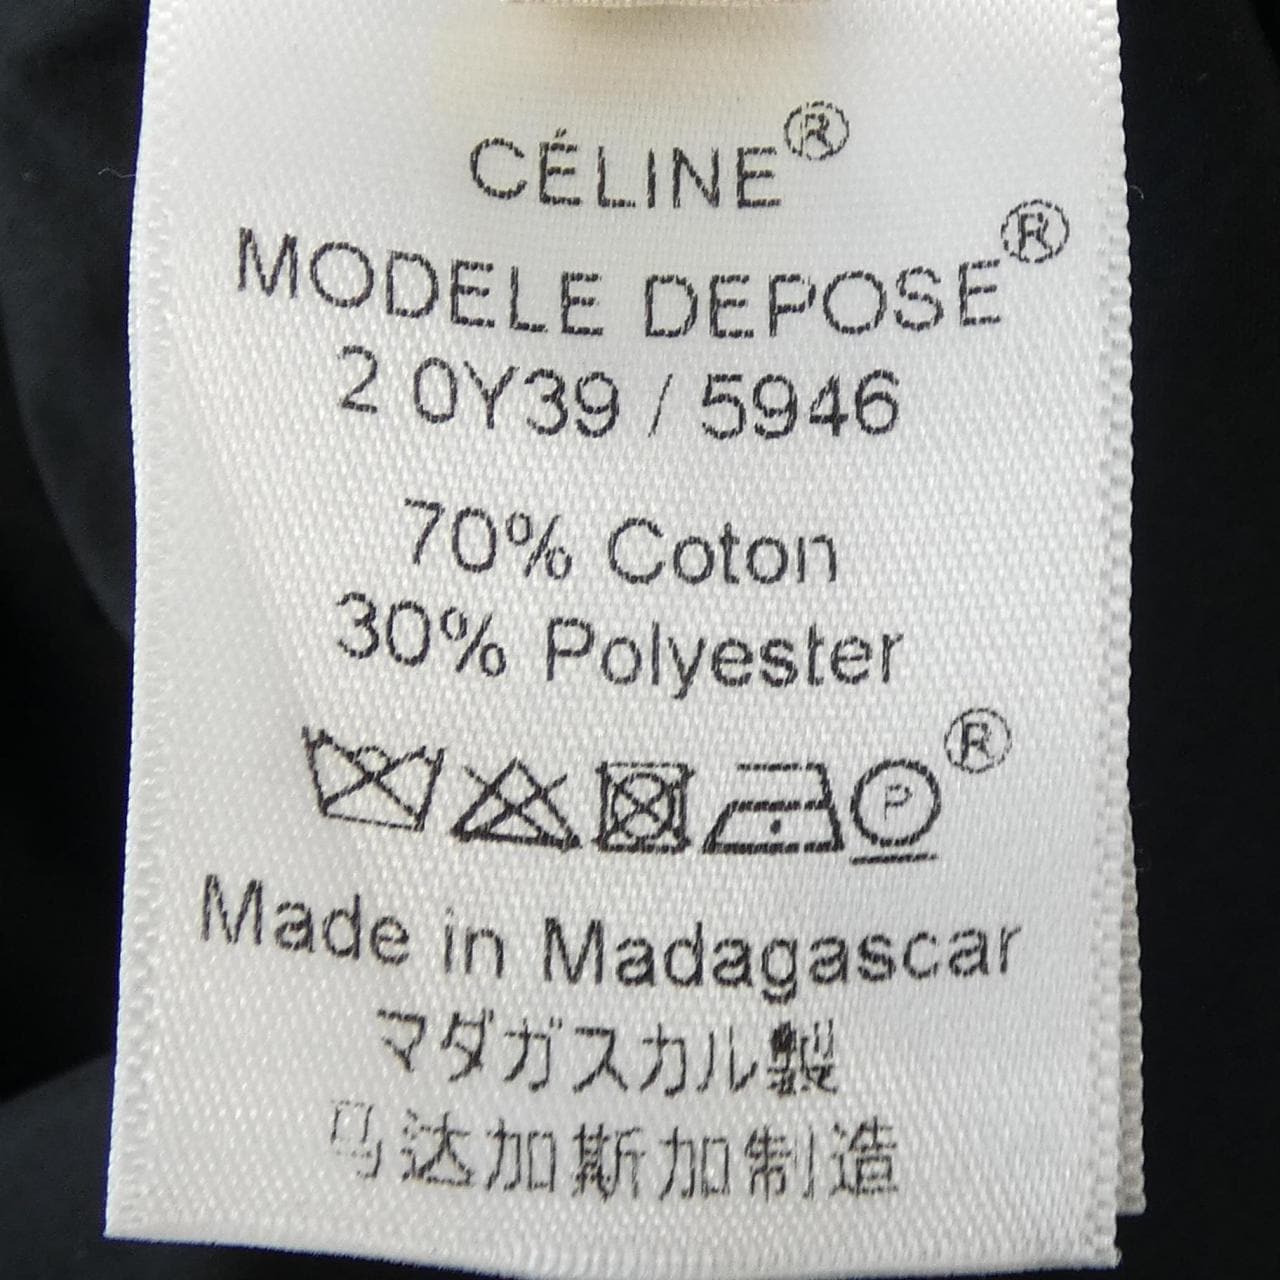 CÉLINE®
MODELE DEPOSE®
2 0Y39 / 5946
70% Coton
30% Polyester
P ®
Made in Madagascar
マダガスカル製
马达加斯加制造